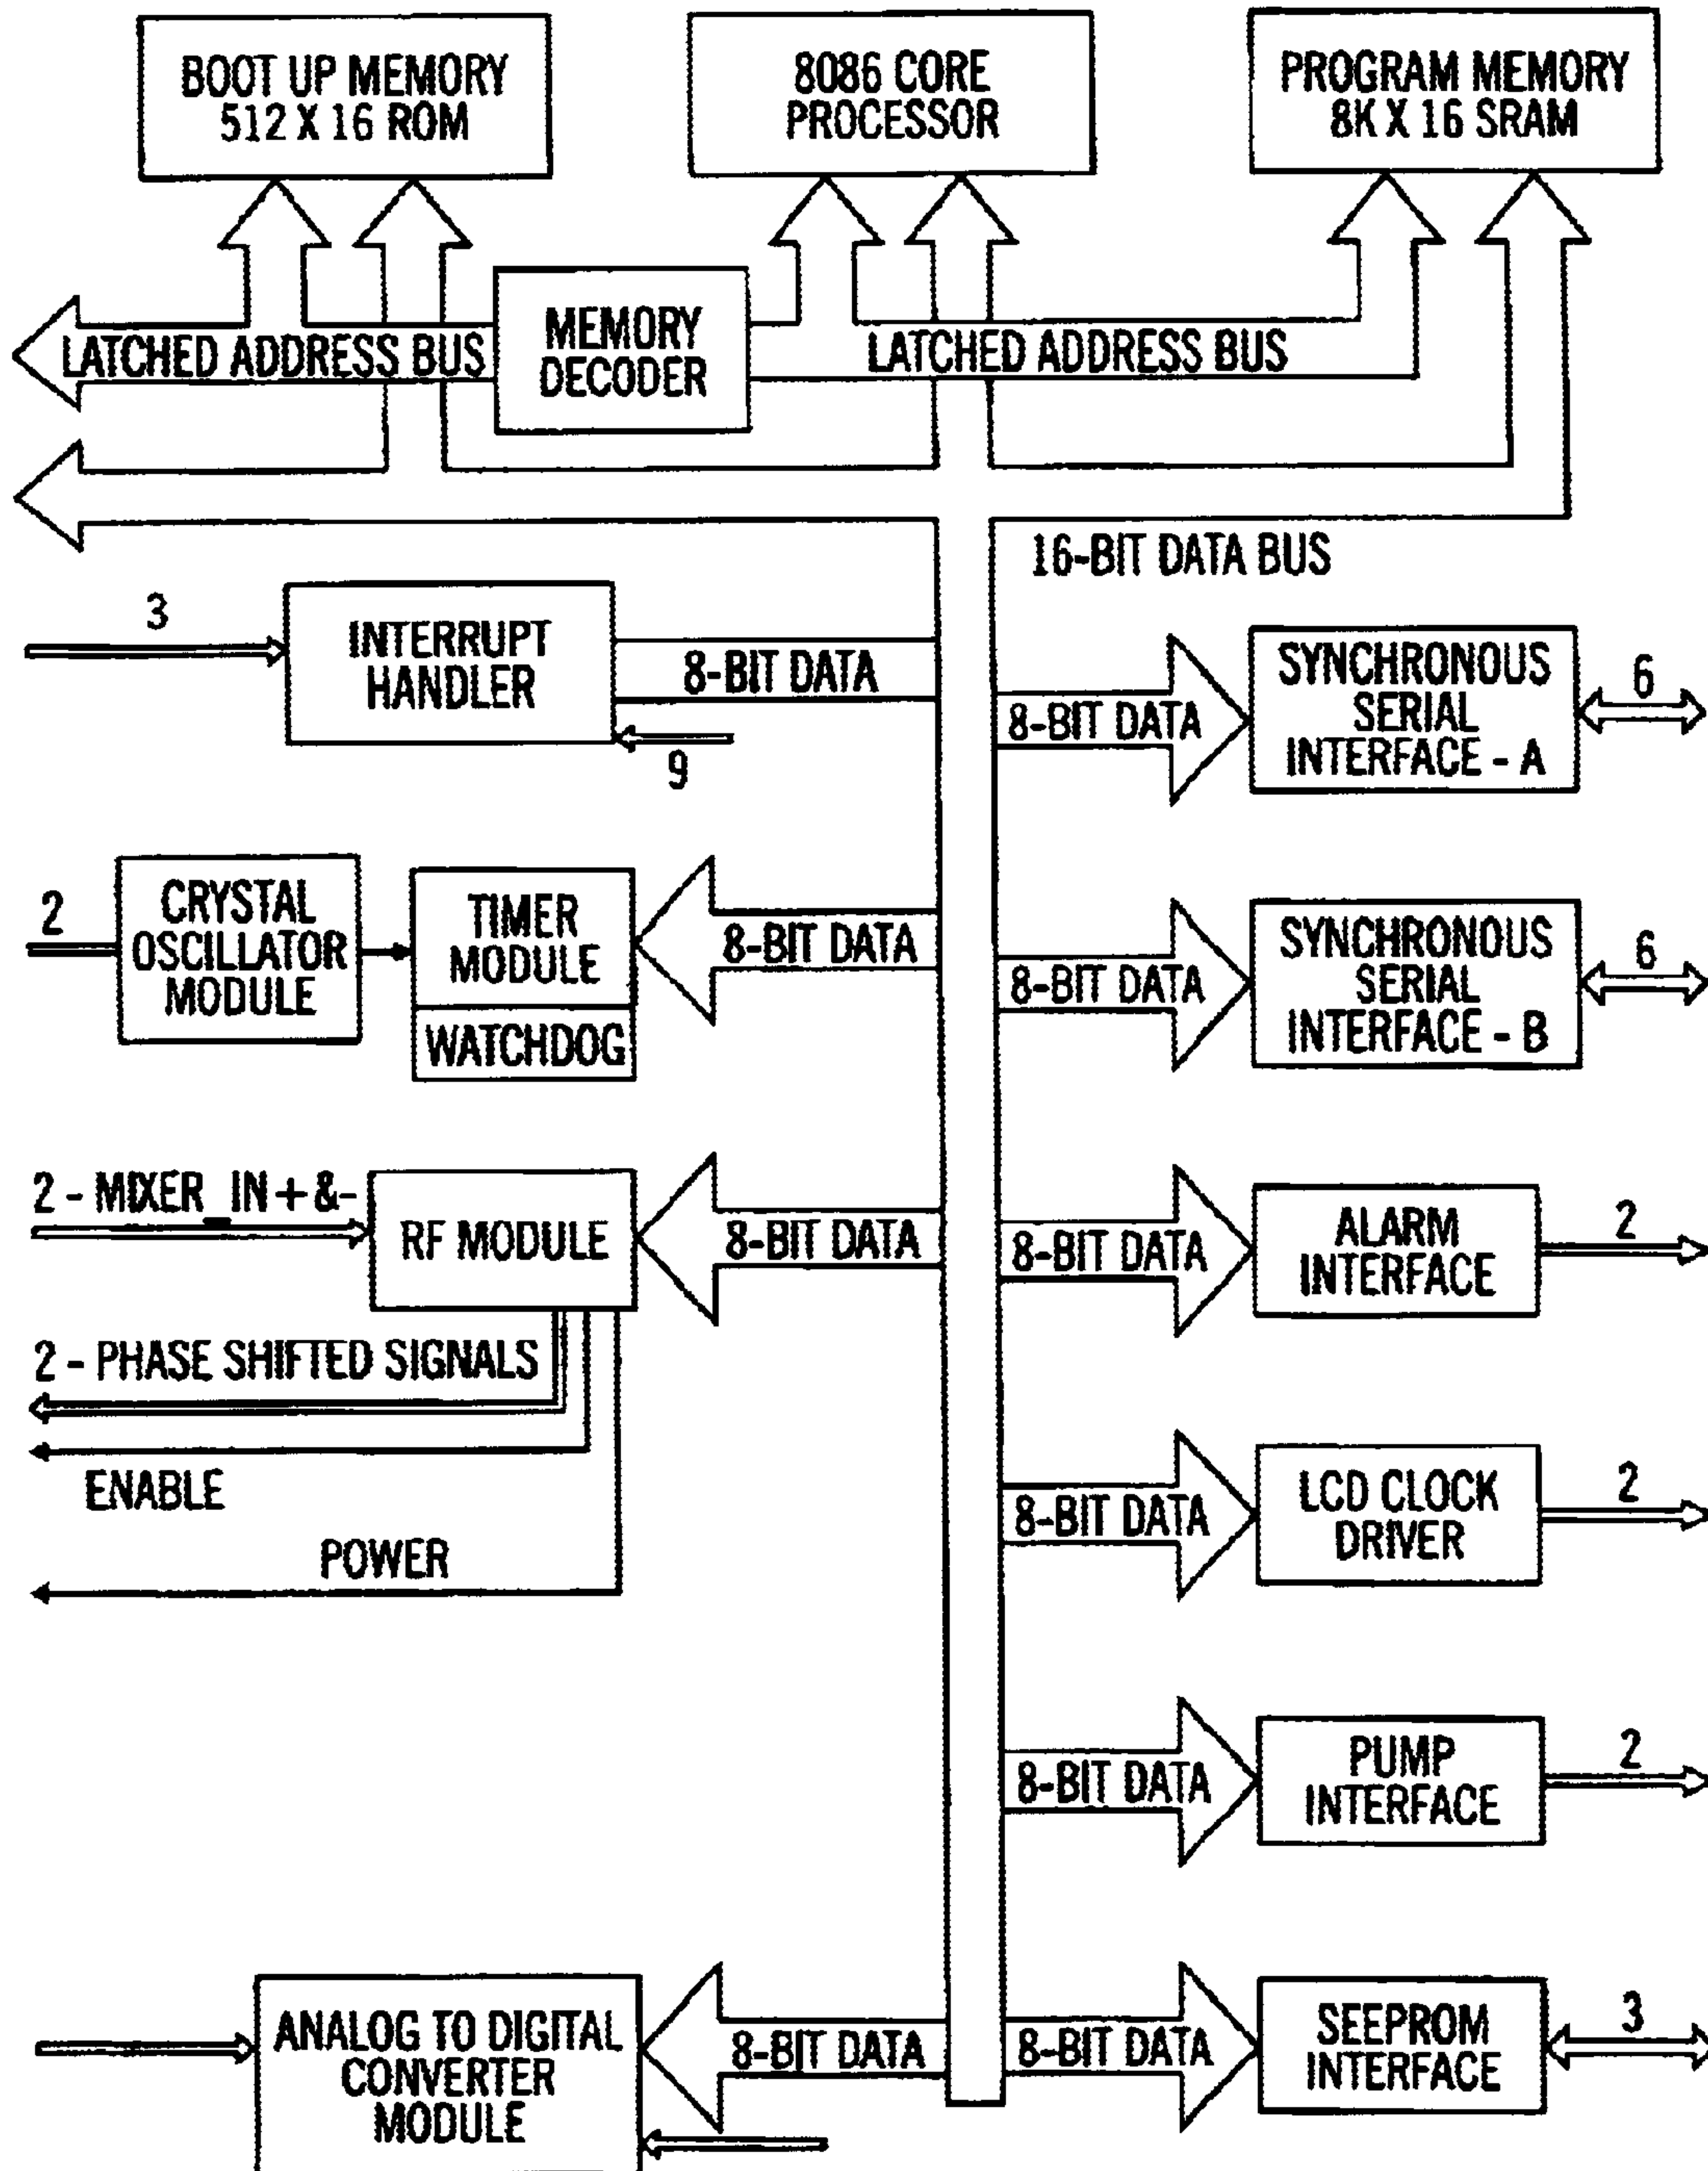 BOOT UP MEMORY
512 X 16 ROM
8086 CORE
PROCESSOR
PROGRAM MEMORY
8K X 16 SRAM
LATCHED ADDRESS BUS
MEMORY
DECODER
LATCHED ADDRESS BUS
16-BIT DATA BUS
3
INTERRUPT
HANDLER
8-BIT DATA
9
8-BIT DATA
SYNCHRONOUS
SERIAL
INTERFACE - A
6
2
CRYSTAL
OSCILLATOR
MODULE
TIMER
MODULE
WATCHDOG
8-BIT DATA
8-BIT DATA
SYNCHRONOUS
SERIAL
INTERFACE - B
6
2 - MIXER_IN + &-
RF MODULE
8-BIT DATA
8-BIT DATA
ALARM
INTERFACE
2
2 - PHASE SHIFTED SIGNALS
ENABLE
POWER
8-BIT DATA
LCD CLOCK
DRIVER
2
8-BIT DATA
PUMP
INTERFACE
2
ANALOG TO DIGITAL
CONVERTER
MODULE
8-BIT DATA
8-BIT DATA
SEEPROM
INTERFACE
3